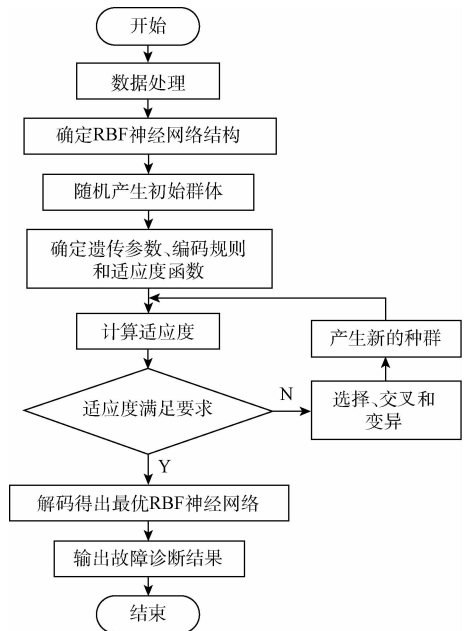 开始
数据处理
确定RBF神经网络结构
随机产生初始群体
确定遗传参数、编码规则
和适应度函数
计算适应度
产生新的种群
适应度满足要求
N
选择、交叉和
变异
Y
解码得出最优RBF神经网络
输出故障诊断结果
结束